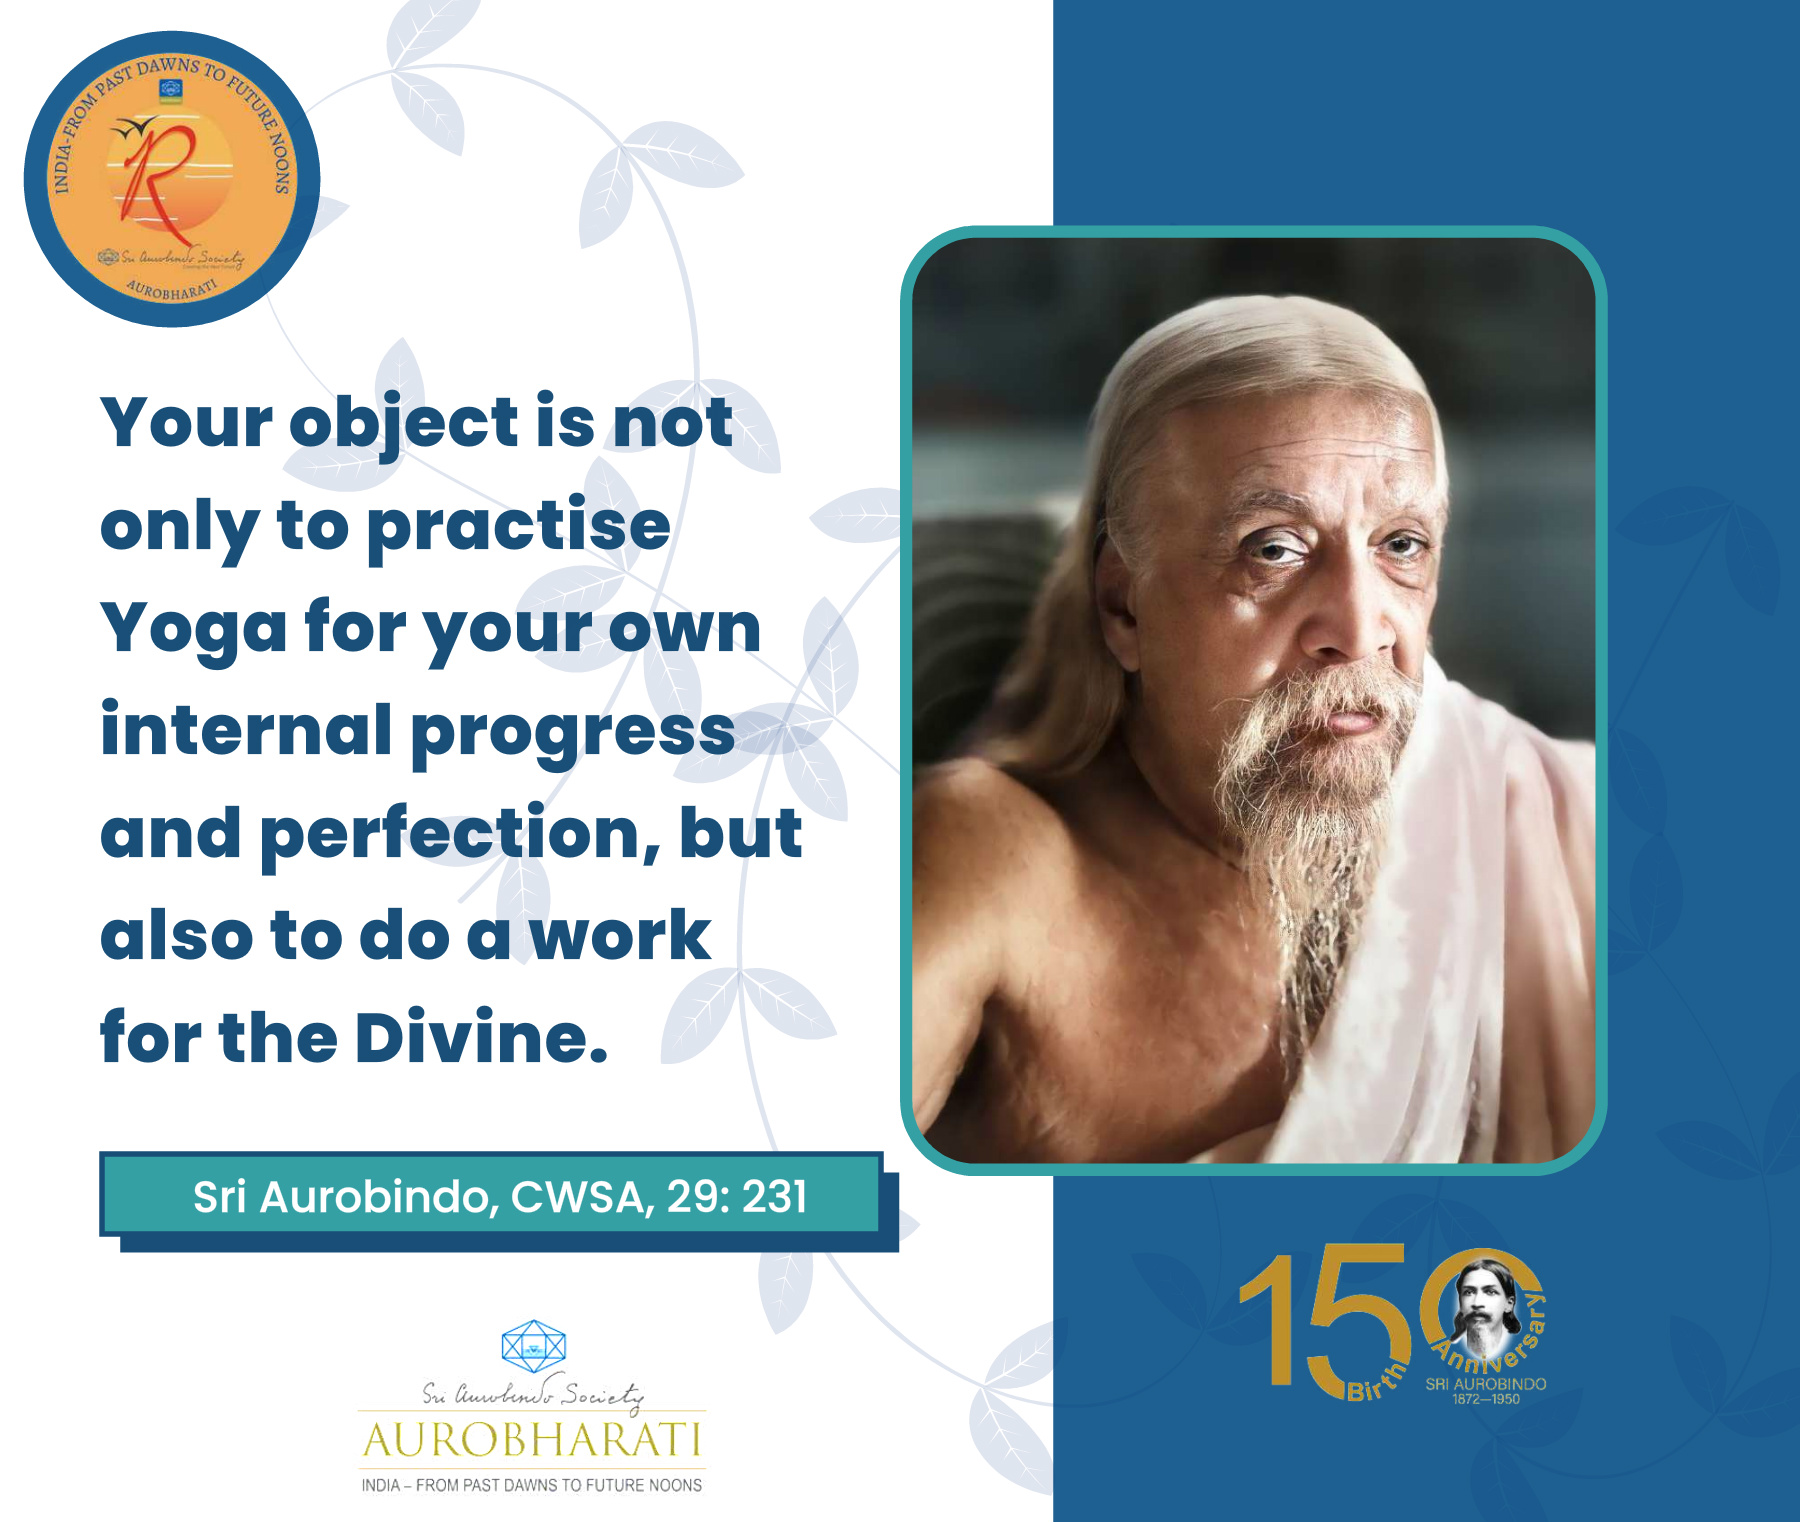 INDIA-FROM PAST DAWNS TO FUTURE NOONS
R
Sri Aurobindo Society
AUROBHARATI
Your object is not
only to practise
Yoga for your own
internal progress
and perfection, but
also to do a work
for the Divine.
Sri Aurobindo, CWSA, 29: 231
Sri Aurobindo Society
AUROBHARATI
INDIA – FROM PAST DAWNS TO FUTURE NOONS
150
Birth Anniversary
SRI AUROBINDO
1872—1950